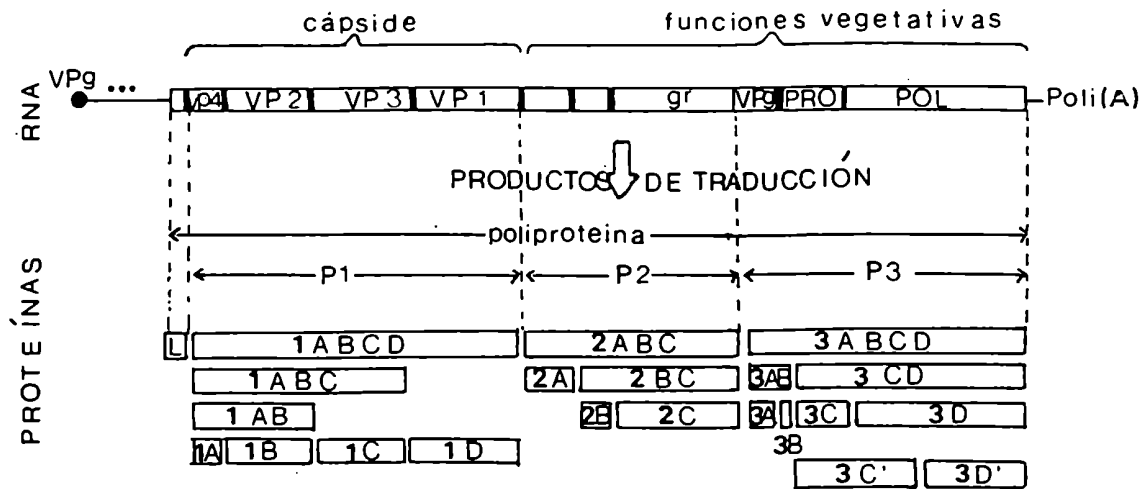 cápside funciones vegetativas
VPg ...
RNA
Vp4 VP2 VP3 VP1 gr VPg PRO POL Poli(A)
PRODUCTOS DE TRADUCCIÓN
poliproteina
P1 P2 P3
PROTEÍNAS
L 1ABCD 2ABC 3ABCD
1ABC 2A 2BC 3AB 3CD
1AB 2B 2C 3A 3C 3D
3B
1A 1B 1C 1D
3C' 3D'